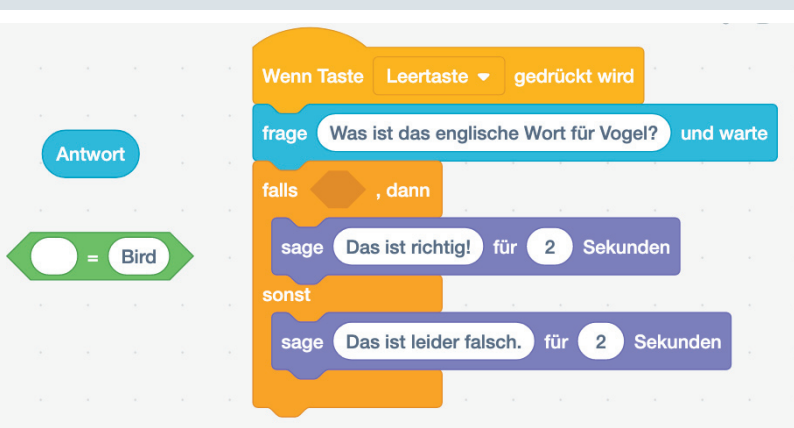 Wenn Taste Leertaste gedrückt wird
frage Was ist das englische Wort für Vogel? und warte
Antwort
falls , dann
sage Das ist richtig! für 2 Sekunden
= Bird
sonst
sage Das ist leider falsch. für 2 Sekunden